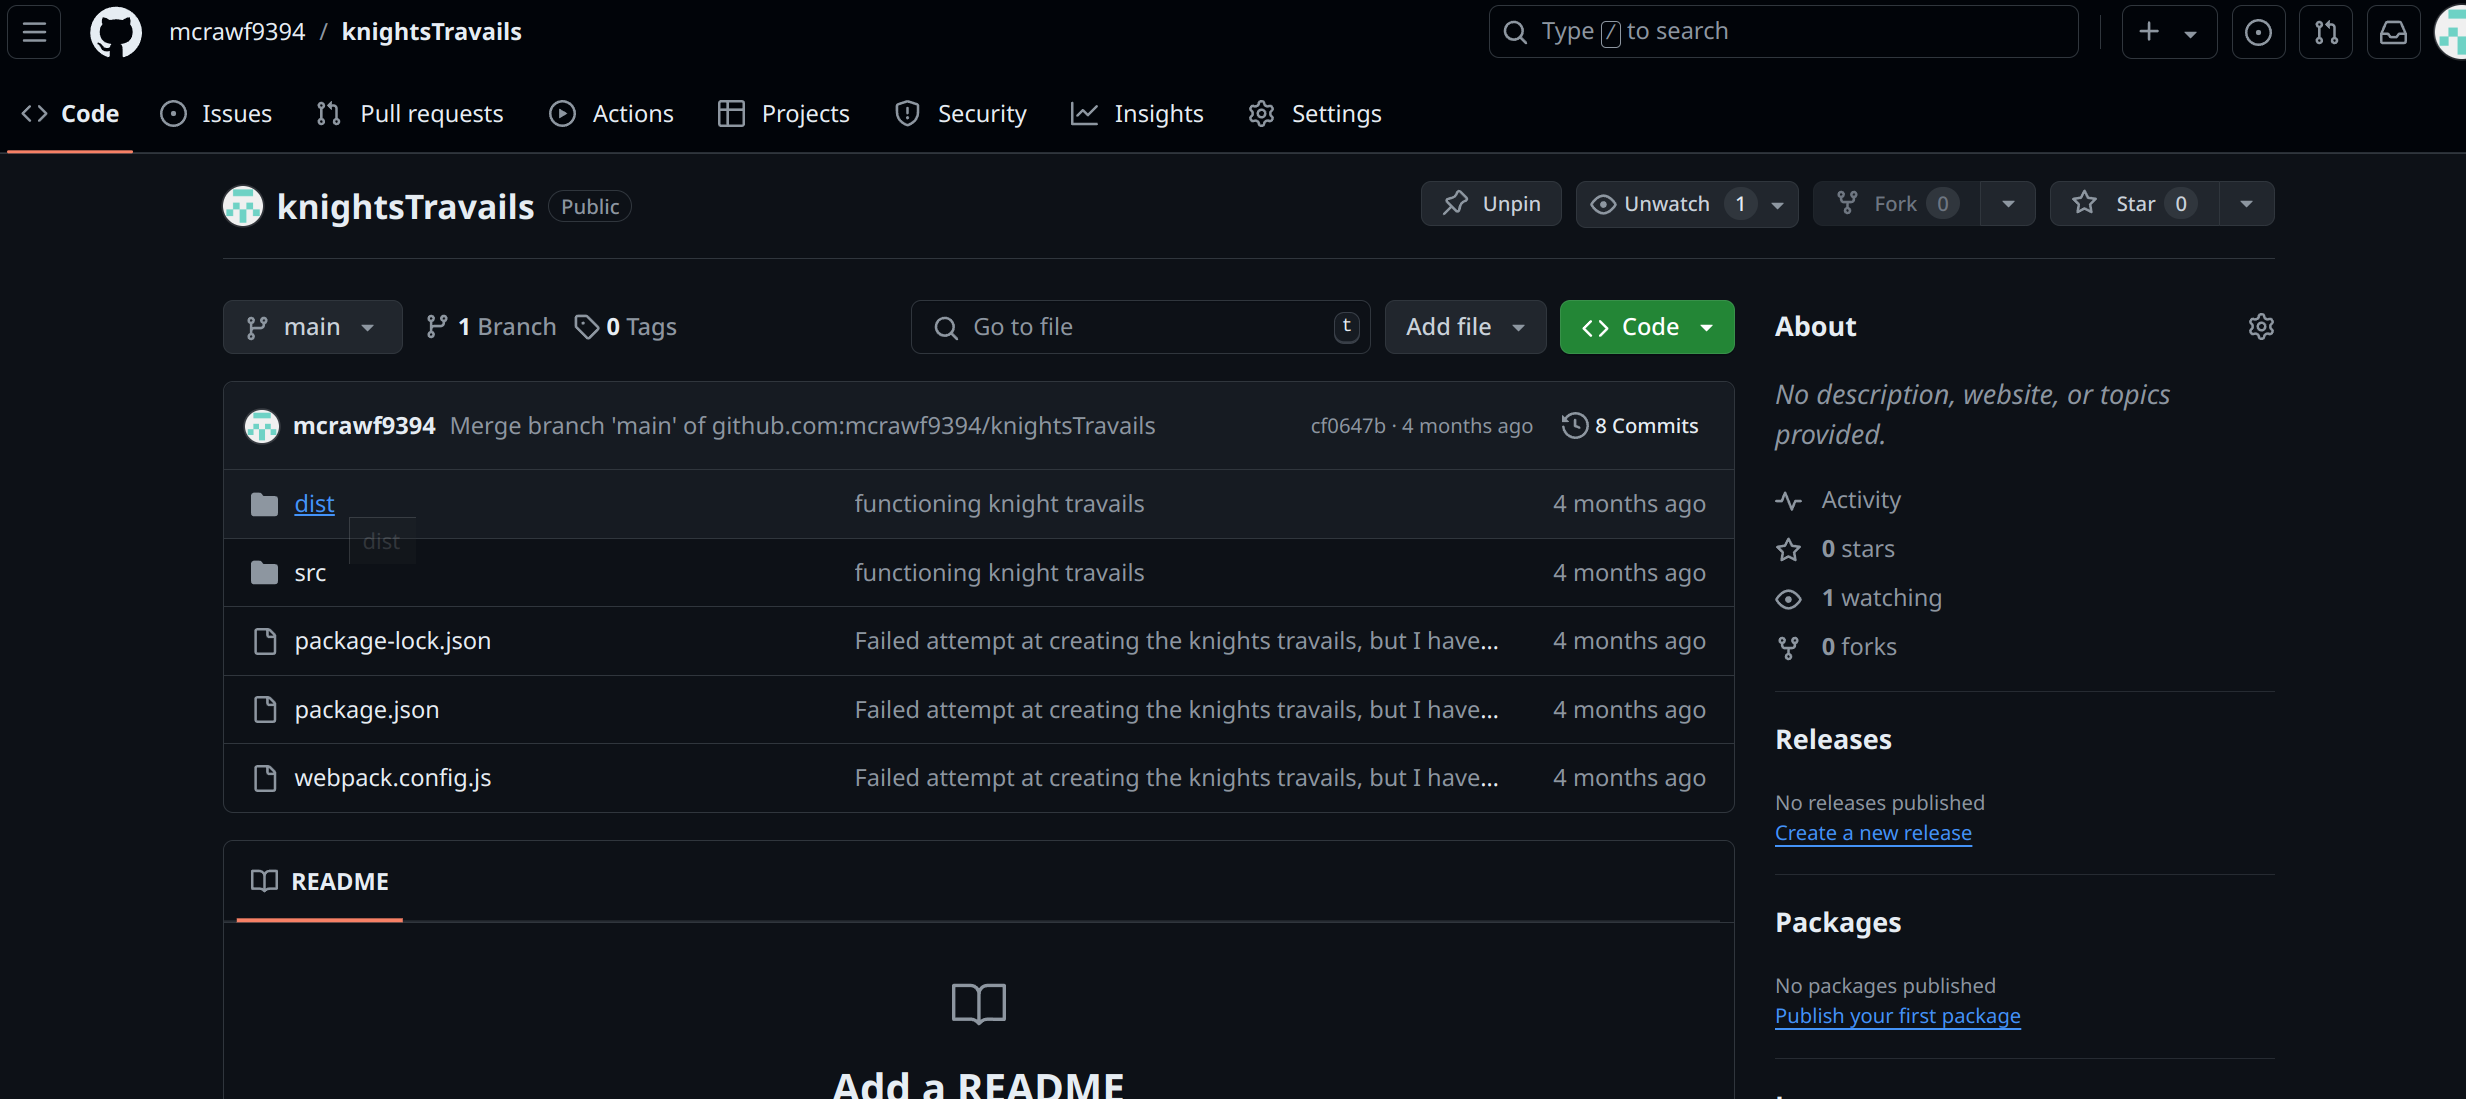 mcrawf9394 / knightsTravails
Type / to search
Code Issues Pull requests Actions Projects Security Insights Settings
knightsTravails Public
Unpin Unwatch 1 Fork 0 Star 0
main 1 Branch 0 Tags
Go to file t Add file Code
mcrawf9394 Merge branch 'main' of github.com:mcrawf9394/knightsTravails cf0647b · 4 months ago 8 Commits
dist functioning knight travails 4 months ago
dist
src functioning knight travails 4 months ago
package-lock.json Failed attempt at creating the knights travails, but I have... 4 months ago
package.json Failed attempt at creating the knights travails, but I have... 4 months ago
webpack.config.js Failed attempt at creating the knights travails, but I have... 4 months ago
README
Add a README
About
No description, website, or topics
provided.
Activity
0 stars
1 watching
0 forks
Releases
No releases published
Create a new release
Packages
No packages published
Publish your first package